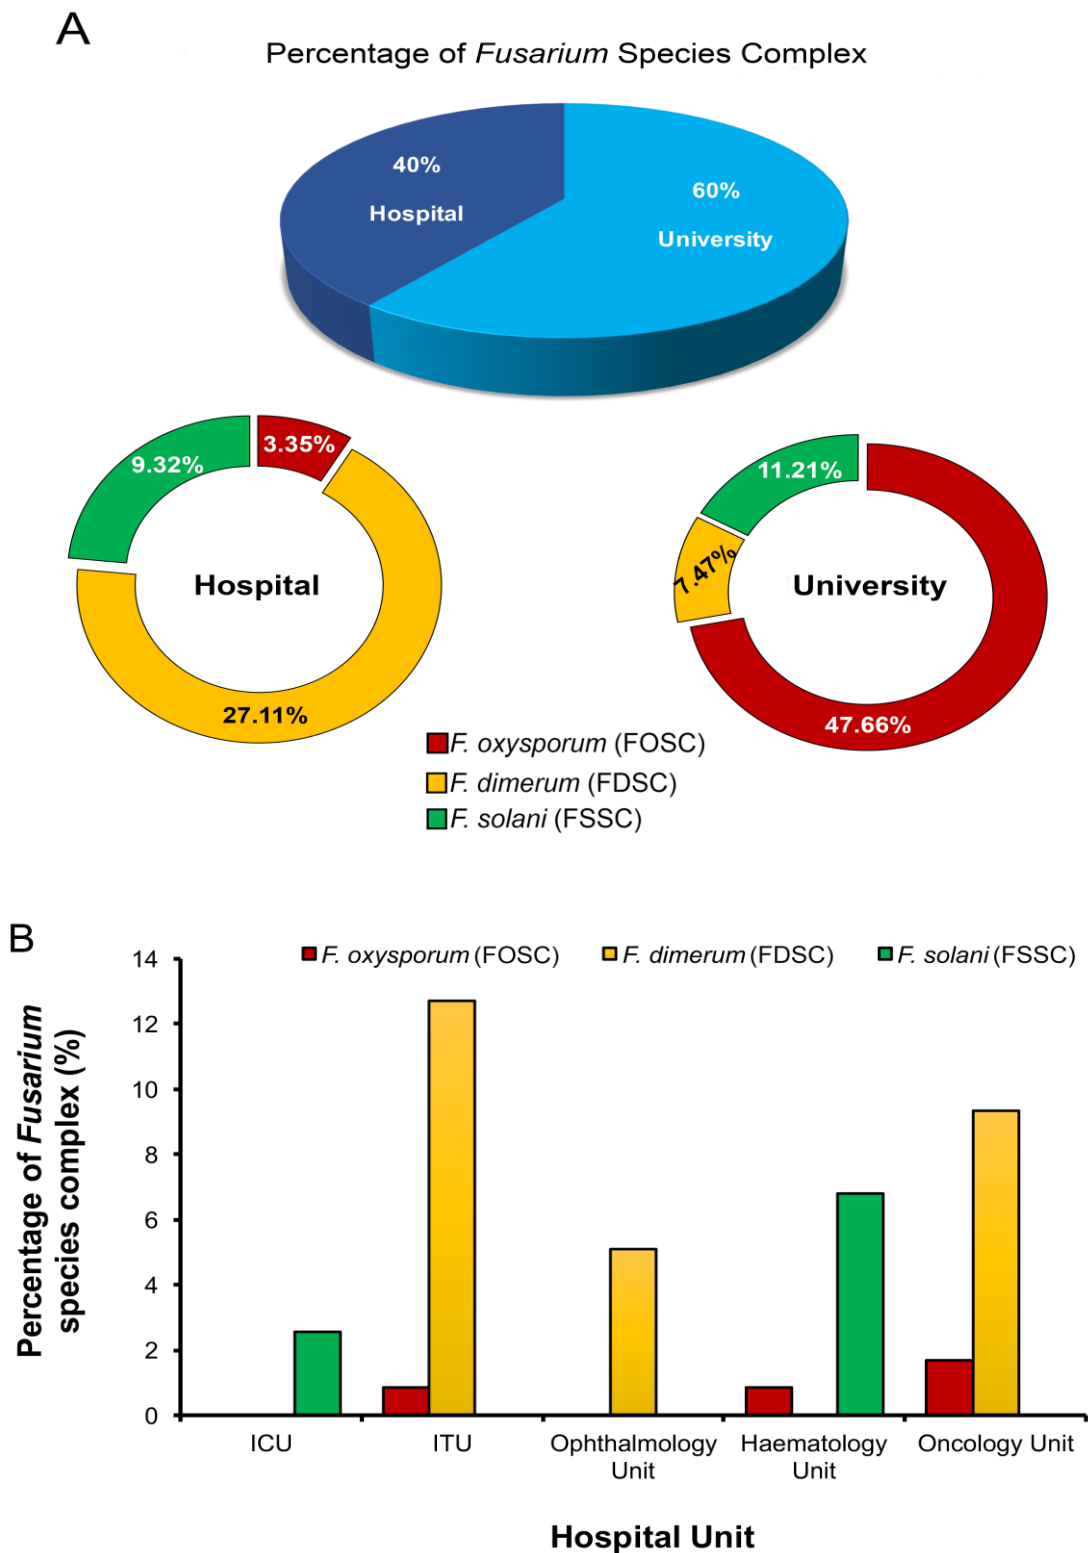 A
Percentage of Fusarium Species Complex
40%
Hospital
60%
University
3.35%
9.32%
Hospital
27.11%
11.21%
7.47%
University
47.66%
F. oxysporum (FOSC)
F. dimerum (FDSC)
F. solani (FSSC)
B
F. oxysporum (FOSC) F. dimerum (FDSC) F. solani (FSSC)
Percentage of Fusarium
species complex (%)
14
12
10
8
6
4
2
0
ICU
ITU
Ophthalmology
Unit
Haematology
Unit
Oncology Unit
Hospital Unit